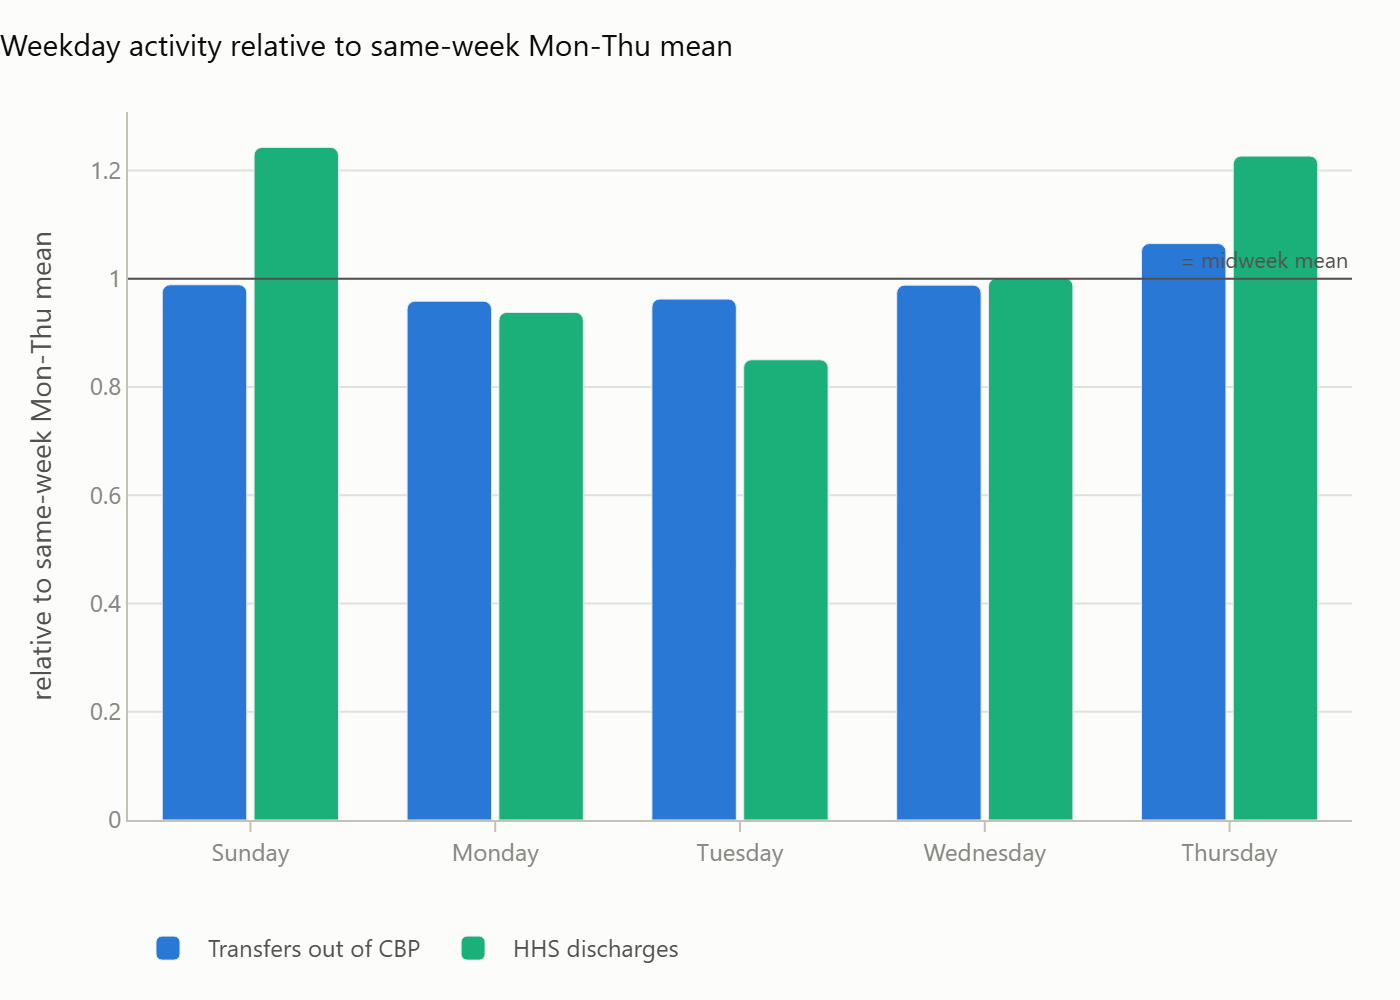 Weekday activity relative to same-week Mon-Thu mean
relative to same-week Mon-Thu mean
1.2
1
0.8
0.6
0.4
0.2
0
= midweek mean
Sunday
Monday
Tuesday
Wednesday
Thursday
Transfers out of CBP
HHS discharges